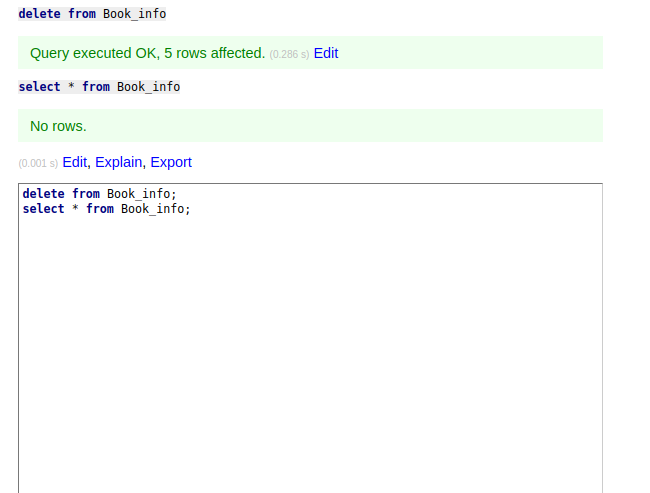 delete from Book_info
Query executed OK, 5 rows affected. (0.286 s) Edit
select * from Book_info
No rows.
(0.001 s) Edit, Explain, Export
delete from Book_info;
select * from Book_info;